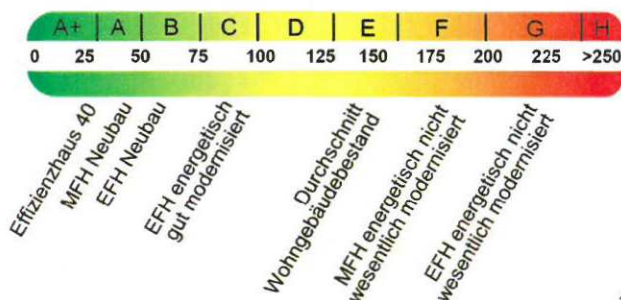 A+ A B C D E F G H
0 25 50 75 100 125 150 175 200 225 >250
Effizienzhaus 40
MFH Neubau
EFH Neubau
EFH energetisch
gut modernisiert
Durchschnitt
Wohngebäudebestand
MFH energetisch nicht
wesentlich modernisiert
EFH energetisch nicht
wesentlich modernisiert